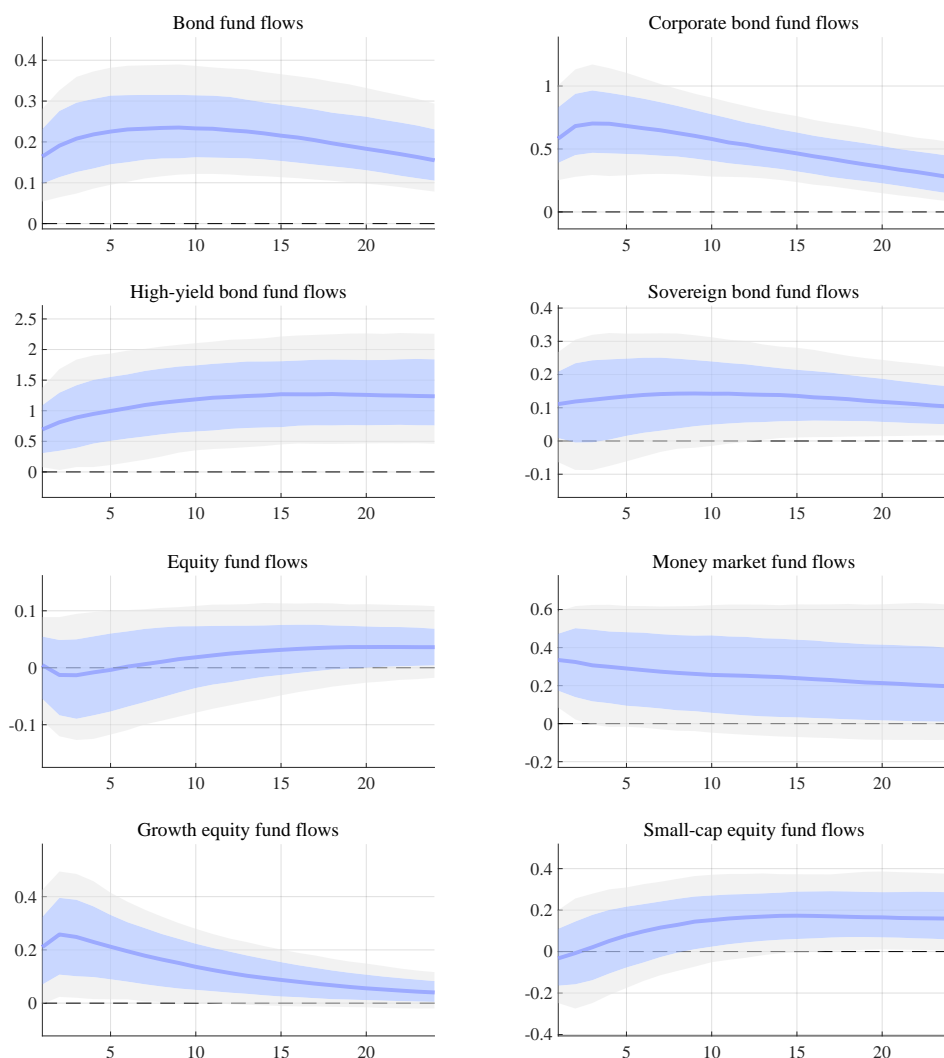 Bond fund flows
0.4
0.3
0.2
0.1
0
5 10 15 20
Corporate bond fund flows
1
0.5
0
5 10 15 20
High-yield bond fund flows
2.5
2
1.5
1
0.5
0
5 10 15 20
Sovereign bond fund flows
0.4
0.3
0.2
0.1
0
-0.1
5 10 15 20
Equity fund flows
0.1
0
-0.1
5 10 15 20
Money market fund flows
0.6
0.4
0.2
0
-0.2
5 10 15 20
Growth equity fund flows
0.4
0.2
0
5 10 15 20
Small-cap equity fund flows
0.4
0.2
0
-0.2
-0.4
5 10 15 20